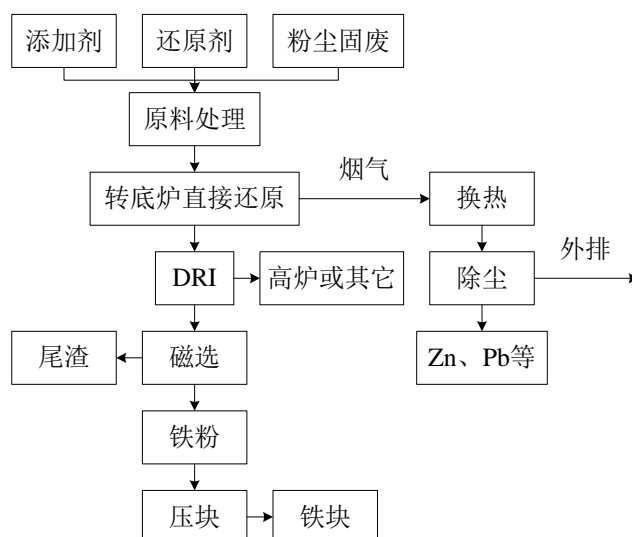 添加剂
还原剂
粉尘固废
原料处理
烟气
转底炉直接还原
换热
外排
DRI
高炉或其它
除尘
尾渣
磁选
Zn、Pb等
铁粉
压块
铁块